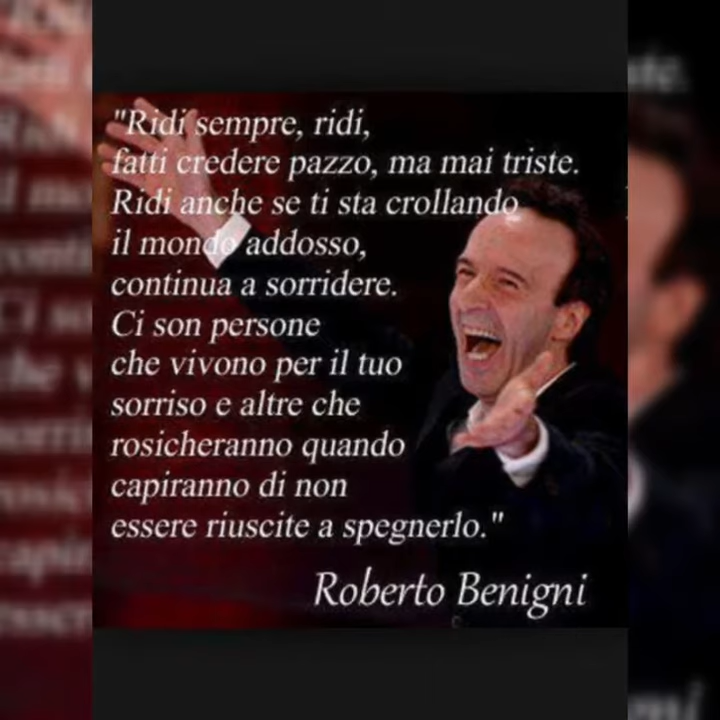 "Ridi sempre, ridi,
fatti credere pazzo, ma mai triste.
Ridi anche se ti sta crollando
il mondo addosso,
continua a sorridere.
Ci son persone
che vivono per il tuo
sorriso e altre che
rosicheranno quando
capiranno di non
essere riuscite a spegnerlo."
Roberto Benigni